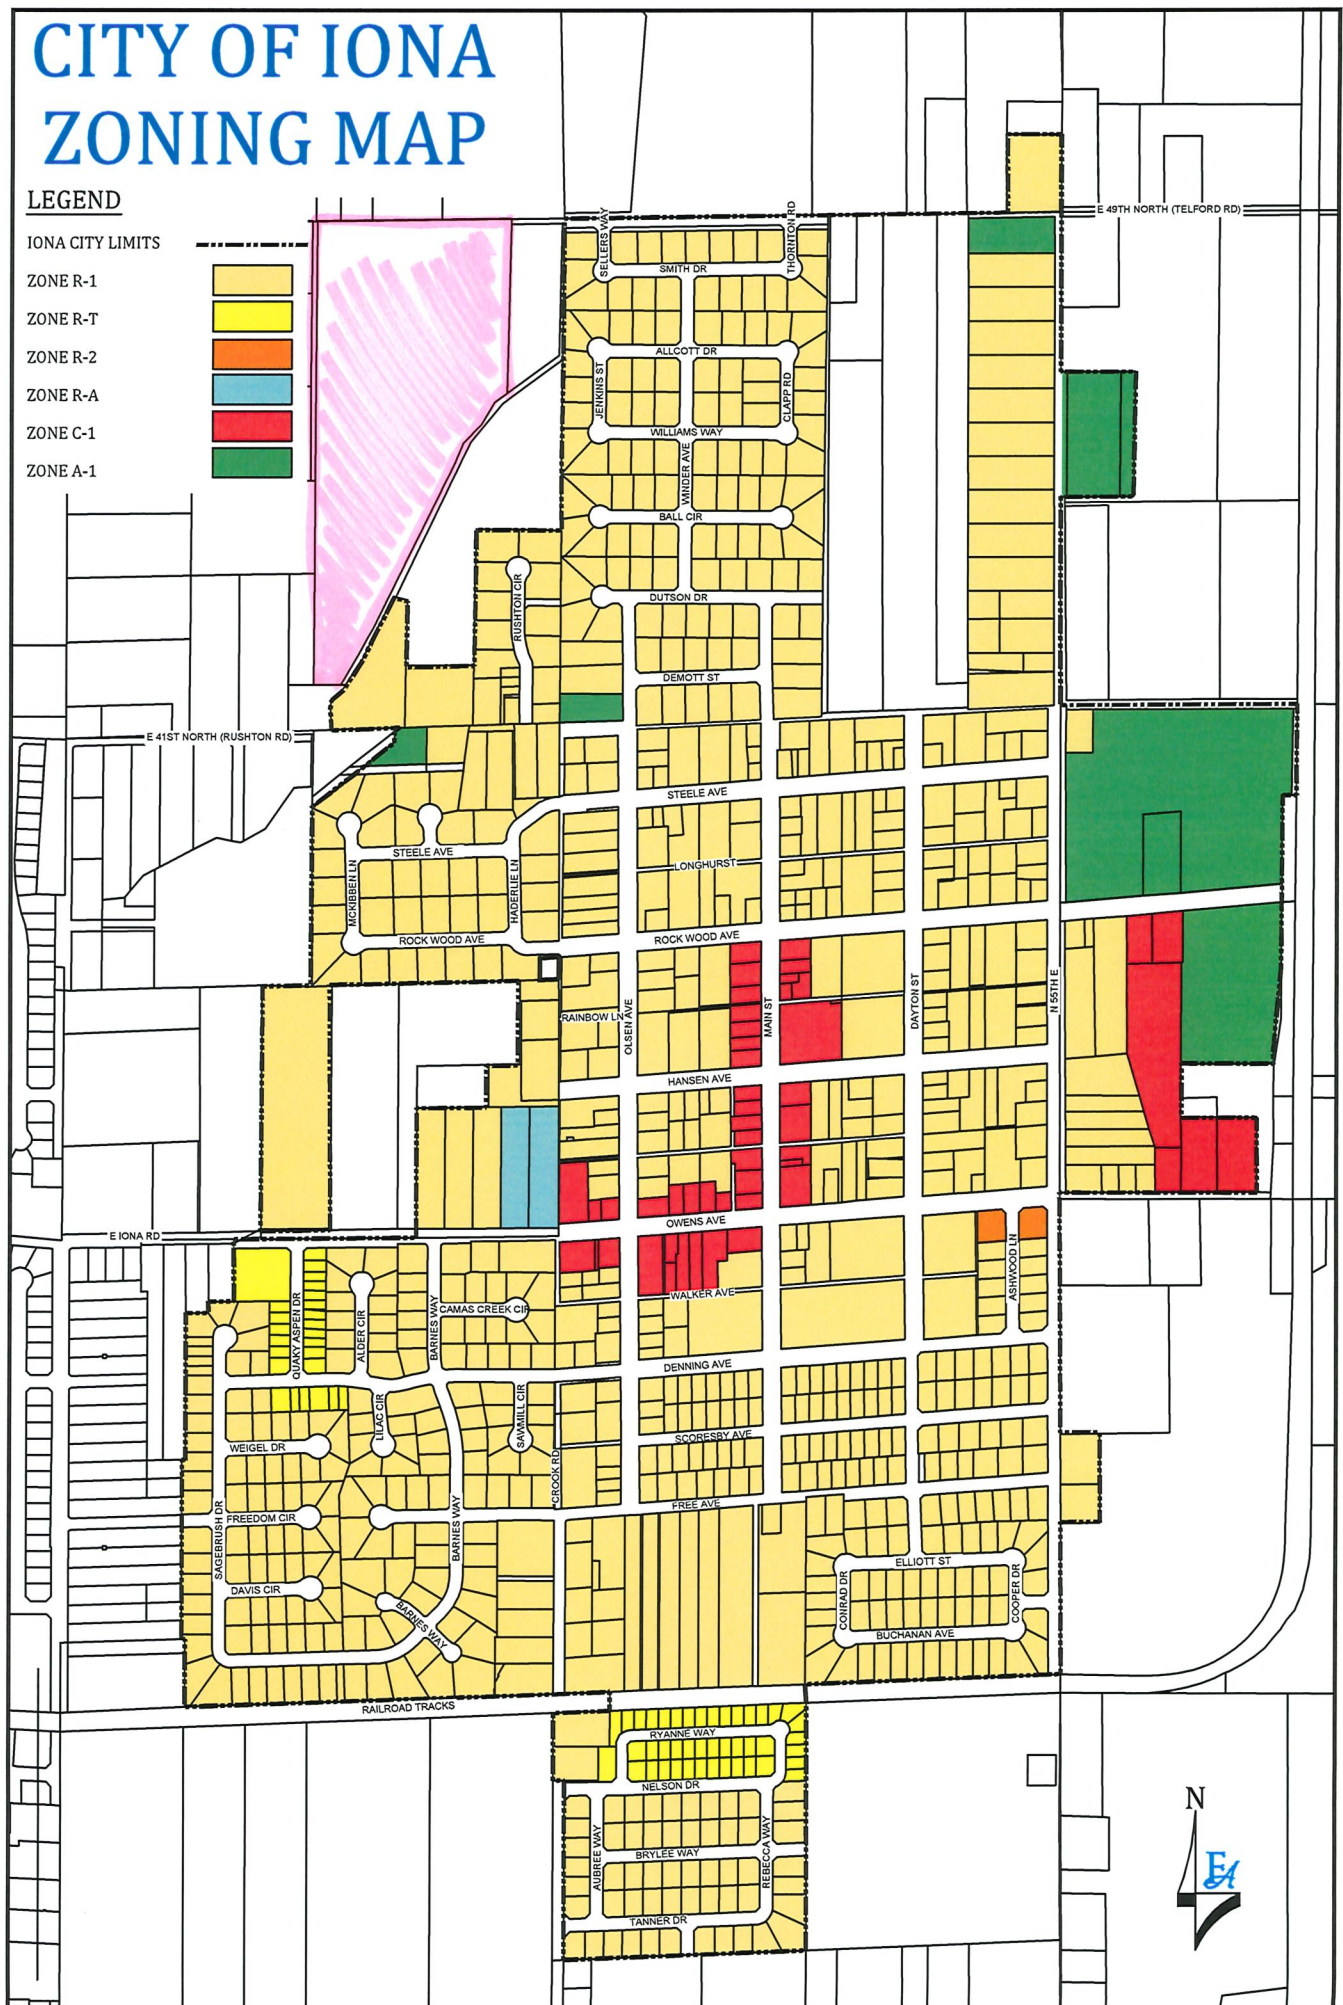 CITY OF IONA
ZONING MAP
LEGEND
IONA CITY LIMITS
ZONE R-1
ZONE R-T
ZONE R-2
ZONE R-A
ZONE C-1
ZONE A-1
E 49TH NORTH (TELFORD RD)
SELLERS WAY
THORNTON RD
SMITH DR
ALLCOTT DR
JENKINS ST
CLAPP RD
WILLIAMS WAY
WINDER AVE
BALL CIR
RUSHTON CIR
DUTSON DR
DEMOTT ST
E 41ST NORTH (RUSHTON RD)
STEELE AVE
STEELE AVE
LONGHURST
MCKIBBEN LN
HADERLIE LN
ROCK WOOD AVE
ROCK WOOD AVE
RAINBOW LN
OLSEN AVE
MAIN ST
DAYTON ST
N 55TH E
HANSEN AVE
OWENS AVE
E IONA RD
ASHWOOD LN
WALKER AVE
QUAKY ASPEN DR
ALDER CIR
BARNES WAY
CAMAS CREEK CIR
DENNING AVE
LILAC CIR
SAWMILL CIR
SCORESBY AVE
WEIGEL DR
CROOK RD
FREE AVE
SAGEBRUSH DR
FREEDOM CIR
BARNES WAY
ELLIOTT ST
CONRAD DR
COOPER DR
DAVIS CIR
BARNES WAY
BUCHANAN AVE
RAILROAD TRACKS
RYANNE WAY
NELSON DR
AUBREE WAY
BRYLEE WAY
REBECCA WAY
TANNER DR
N
EA